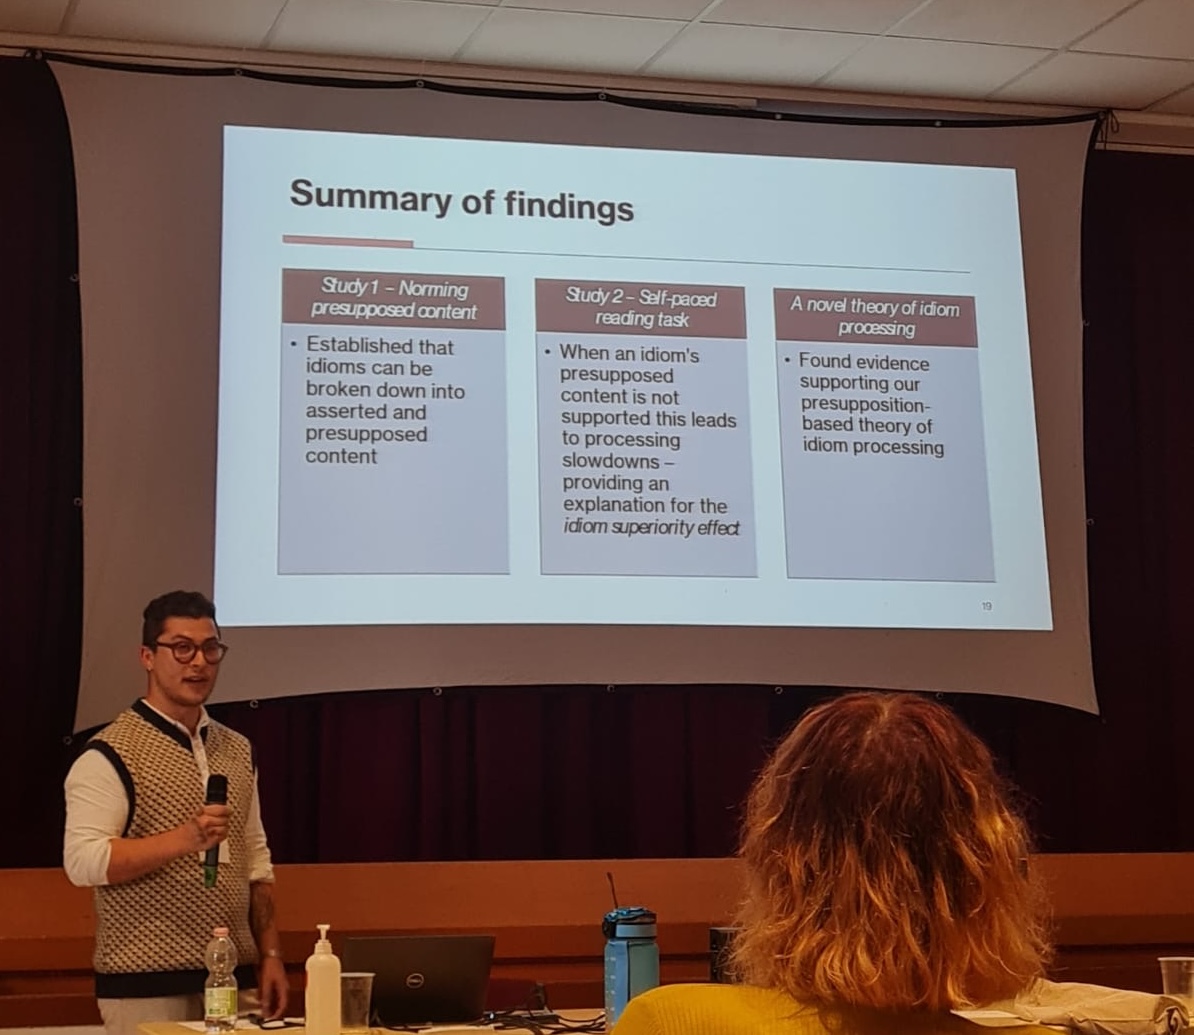 Summary of findings
Study 1 – Norming
presupposed content
• Established that
idioms can be
broken down into
asserted and
presupposed
content
Study 2 – Self-paced
reading task
• When an idiom's
presupposed
content is not
supported this leads
to processing
slowdowns –
providing an
explanation for the
idiom superiority effect
A novel theory of idiom
processing
• Found evidence
supporting our
presupposition-
based theory of
idiom processing
19
DELL